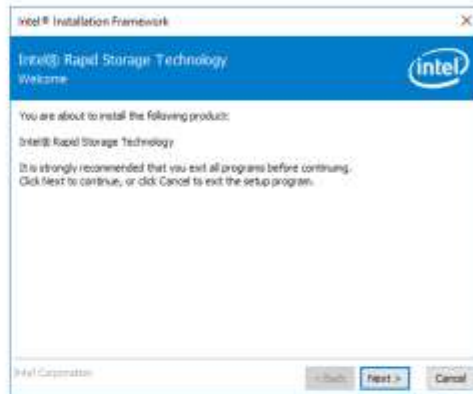 Intel® Installation Framework
Intel® Rapid Storage Technology
Welcome
intel
You are about to install the following product:
Intel® Rapid Storage Technology
It is strongly recommended that you exit all programs before continuing.
Click Next to continue, or click Cancel to exit the setup program.
Intel Corporation
< Back Next > Cancel